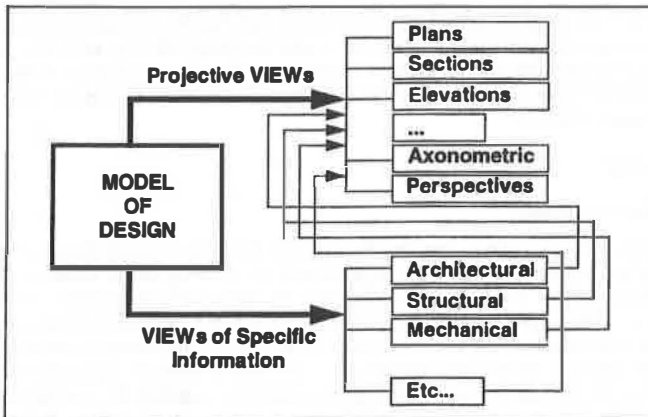 Projective VIEWs
Plans
Sections
Elevations
...
Axonometric
Perspectives
MODEL
OF
DESIGN
VIEWs of Specific
Information
Architectural
Structural
Mechanical
Etc...